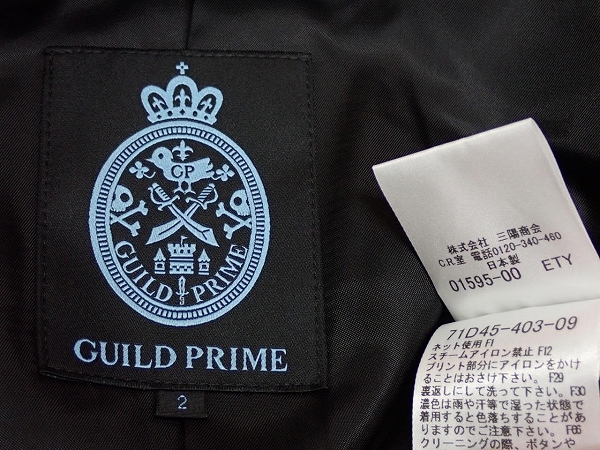 GP
GUILD PRIME
GUILD PRIME
2
株式会社 三陽商会
C.R.室 電話0120-340-460
日本製
01595-00 ETY
71D45-403-09
ネット使用 F1
スチームアイロン禁止 F12
プリント部分にアイロンをかけ
ることはおさけ下さい。F29
裏返しにして洗って下さい。F30
濃色は雨や汗等で湿った状態で
着用すると色落ちすることがあ
りますのでご注意下さい。F66
クリーニングの際、ボタンや